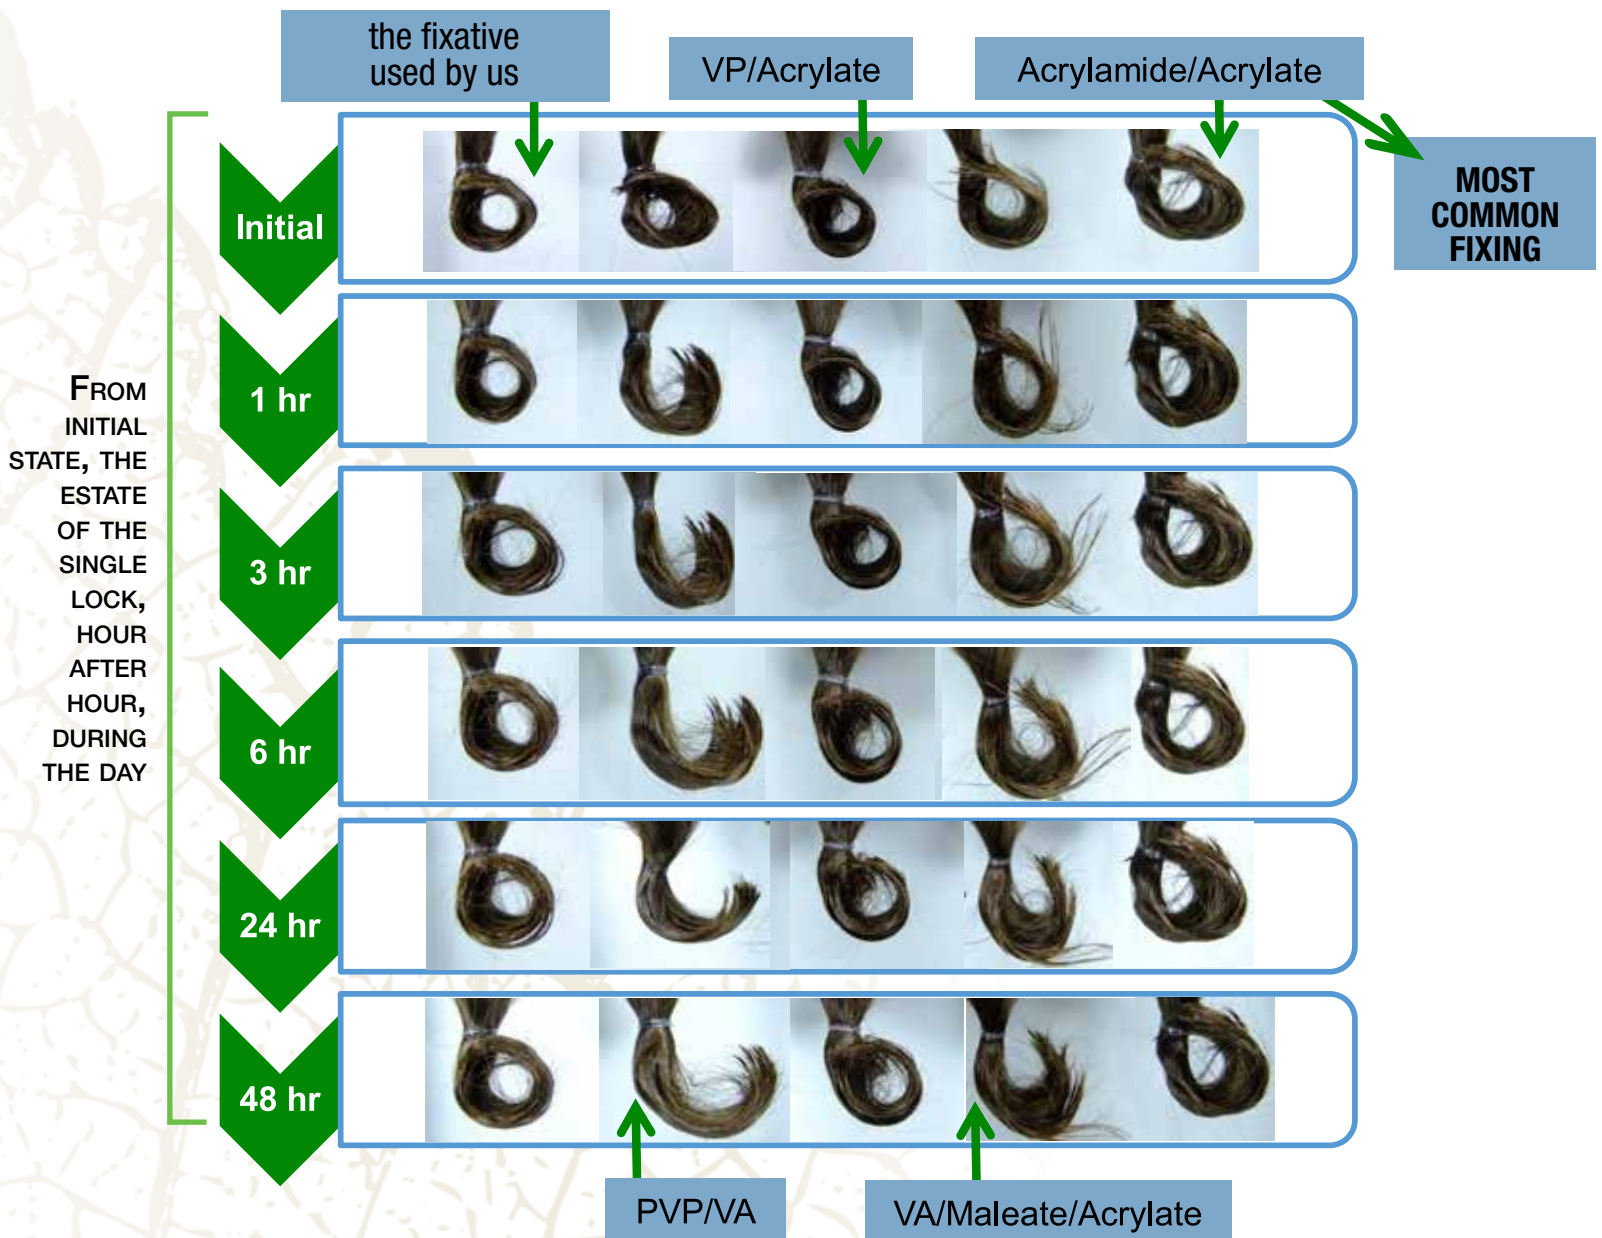 the fixative
used by us
VP/Acrylate
Acrylamide/Acrylate
MOST
COMMON
FIXING
Initial
1 hr
3 hr
6 hr
24 hr
48 hr
FROM
INITIAL
STATE, THE
ESTATE
OF THE
SINGLE
LOCK,
HOUR
AFTER
HOUR,
DURING
THE DAY
PVP/VA
VA/Maleate/Acrylate